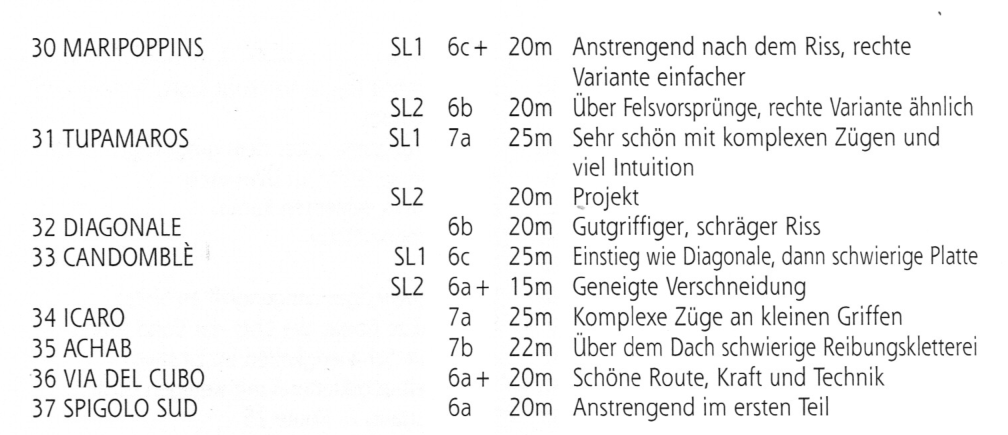 30 MARIPOPPINS SL1 6c+ 20m Anstrengend nach dem Riss, rechte
Variante einfacher
SL2 6b 20m Über Felsvorsprünge, rechte Variante ähnlich
31 TUPAMAROS SL1 7a 25m Sehr schön mit komplexen Zügen und
viel Intuition
SL2 20m Projekt
32 DIAGONALE 6b 20m Gutgriffiger, schräger Riss
33 CANDOMBLÈ SL1 6c 25m Einstieg wie Diagonale, dann schwierige Platte
SL2 6a+ 15m Geneigte Verschneidung
34 ICARO 7a 25m Komplexe Züge an kleinen Griffen
35 ACHAB 7b 22m Über dem Dach schwierige Reibungskletterei
36 VIA DEL CUBO 6a+ 20m Schöne Route, Kraft und Technik
37 SPIGOLO SUD 6a 20m Anstrengend im ersten Teil